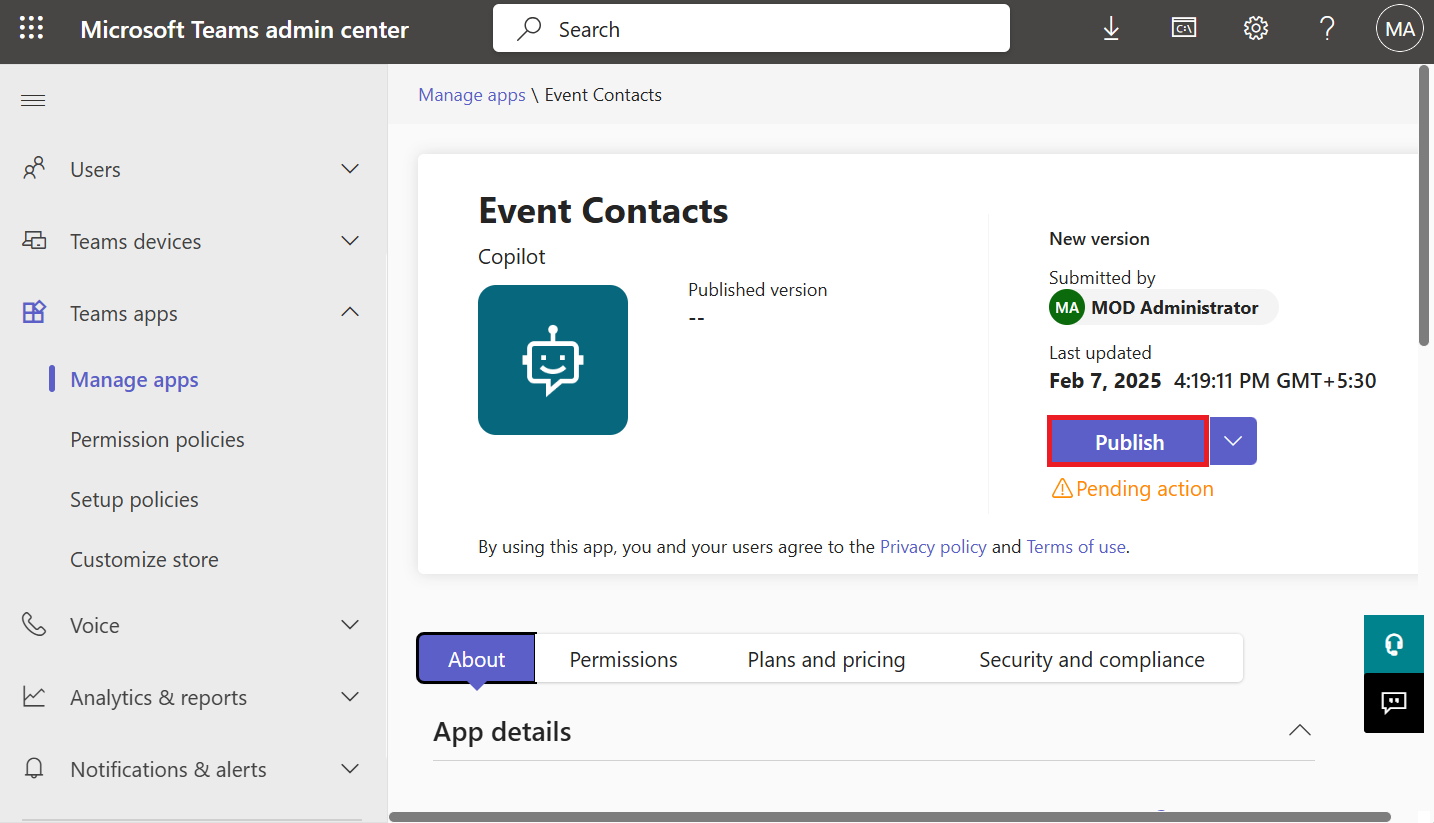 Microsoft Teams admin center
Search
C:\
MA
Manage apps \ Event Contacts
Users
Teams devices
Teams apps
Manage apps
Permission policies
Setup policies
Customize store
Voice
Analytics & reports
Notifications & alerts
Event Contacts
Copilot
Published version
--
New version
Submitted by
MA MOD Administrator
Last updated
Feb 7, 2025 4:19:11 PM GMT+5:30
Publish
Pending action
By using this app, you and your users agree to the Privacy policy and Terms of use.
About Permissions Plans and pricing Security and compliance
App details